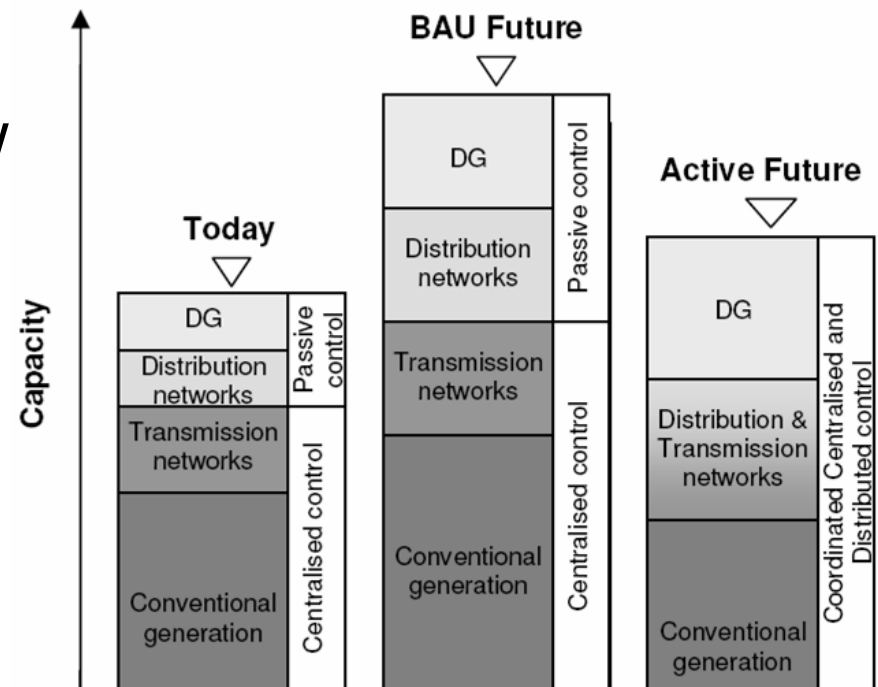 BAU Future
Active Future
Today
Capacity
DG
Distribution
networks
Transmission
networks
Conventional
generation
Passive
control
Centralised control
DG
Distribution
networks
Transmission
networks
Conventional
generation
Passive control
Centralised control
DG
Distribution &
Transmission
networks
Conventional
generation
Coordinated Centralised and
Distributed control